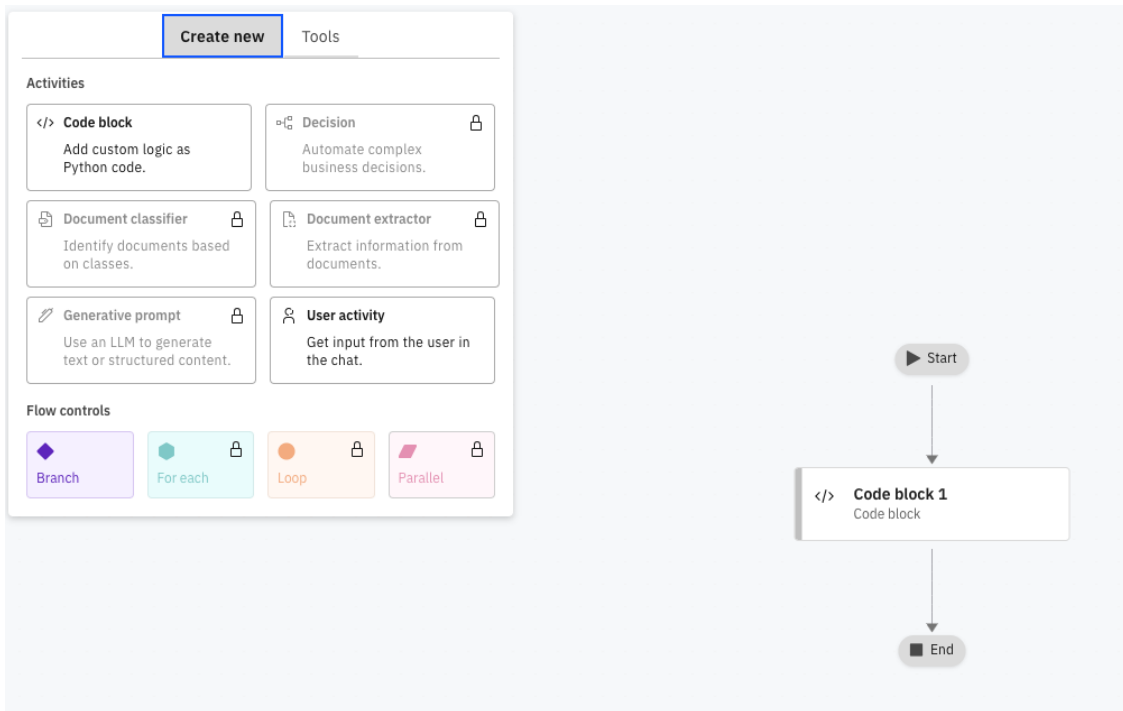 Create new
Tools
Activities
</> Code block
Add custom logic as
Python code.
Decision
Automate complex
business decisions.
Document classifier
Identify documents based
on classes.
Document extractor
Extract information from
documents.
Generative prompt
Use an LLM to generate
text or structured content.
User activity
Get input from the user in
the chat.
Flow controls
Branch
For each
Loop
Parallel
Start
</> Code block 1
Code block
End